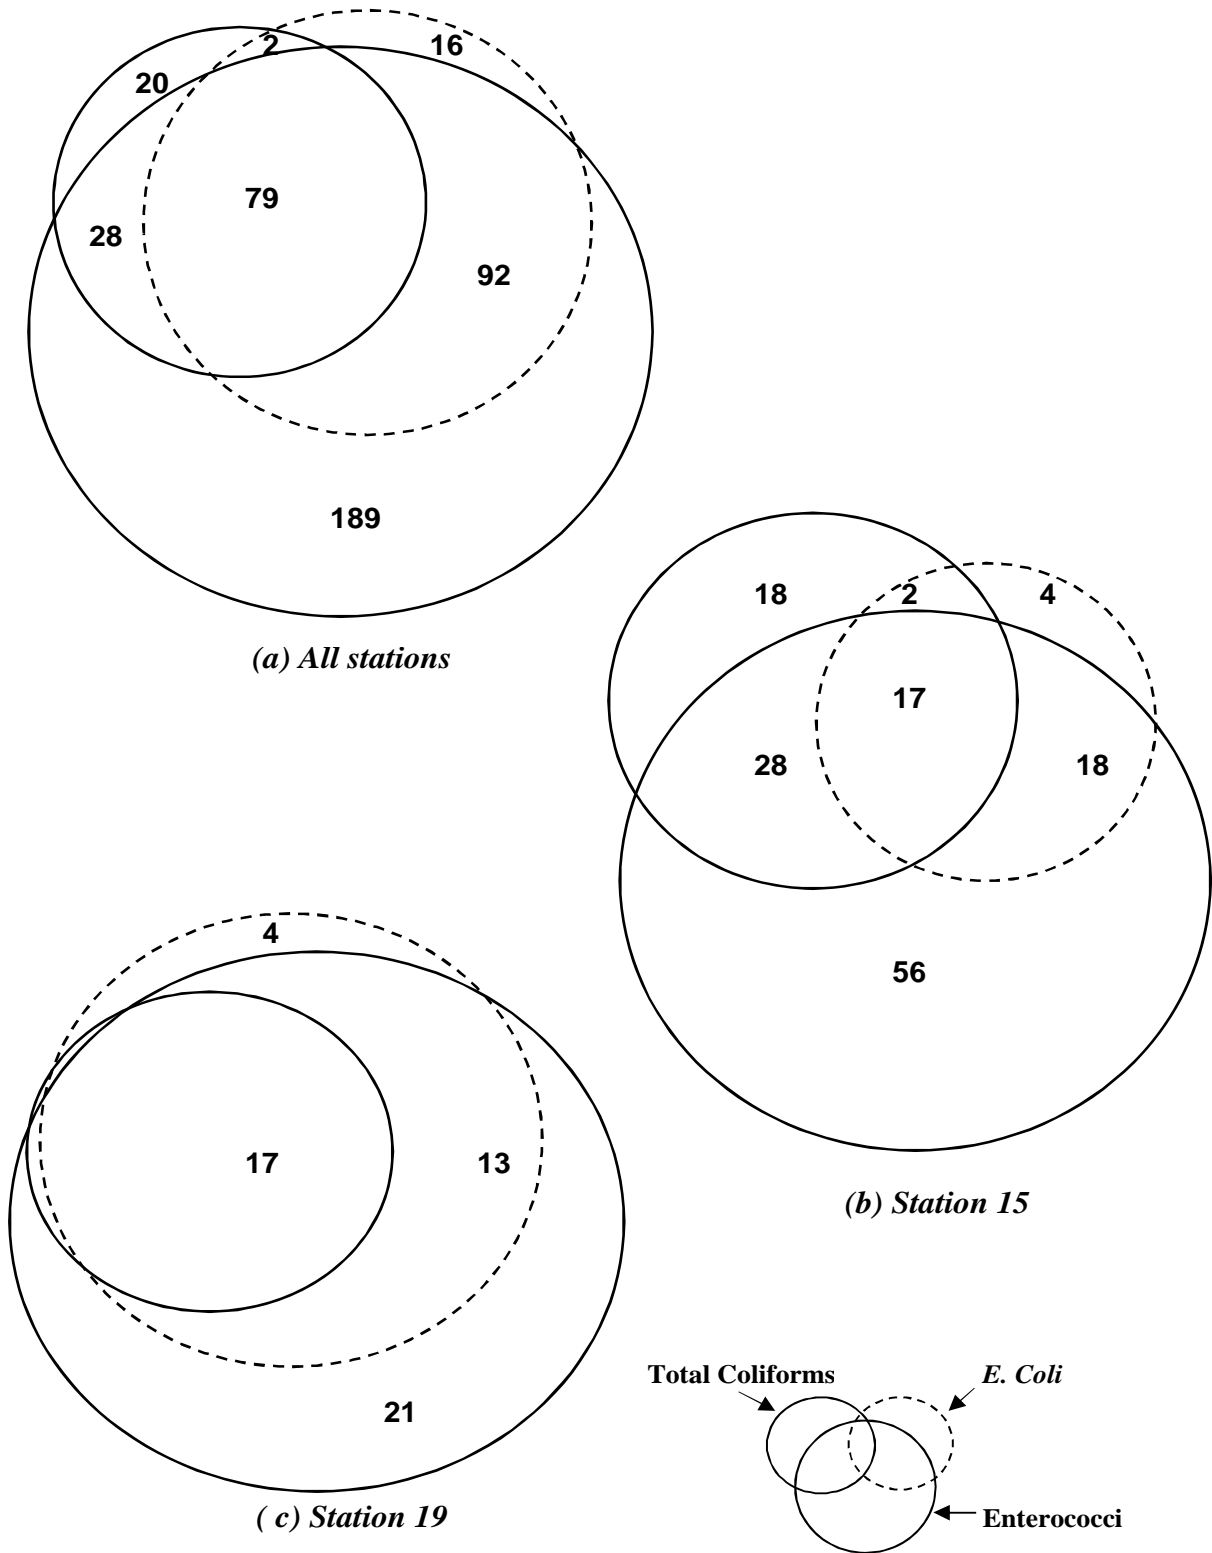 2 16
20
79
28
92
189
(a) All stations
18 2 4
17
28 18
56
(b) Station 15
4
17 13
21
( c) Station 19
Total Coliforms E. Coli
Enterococci